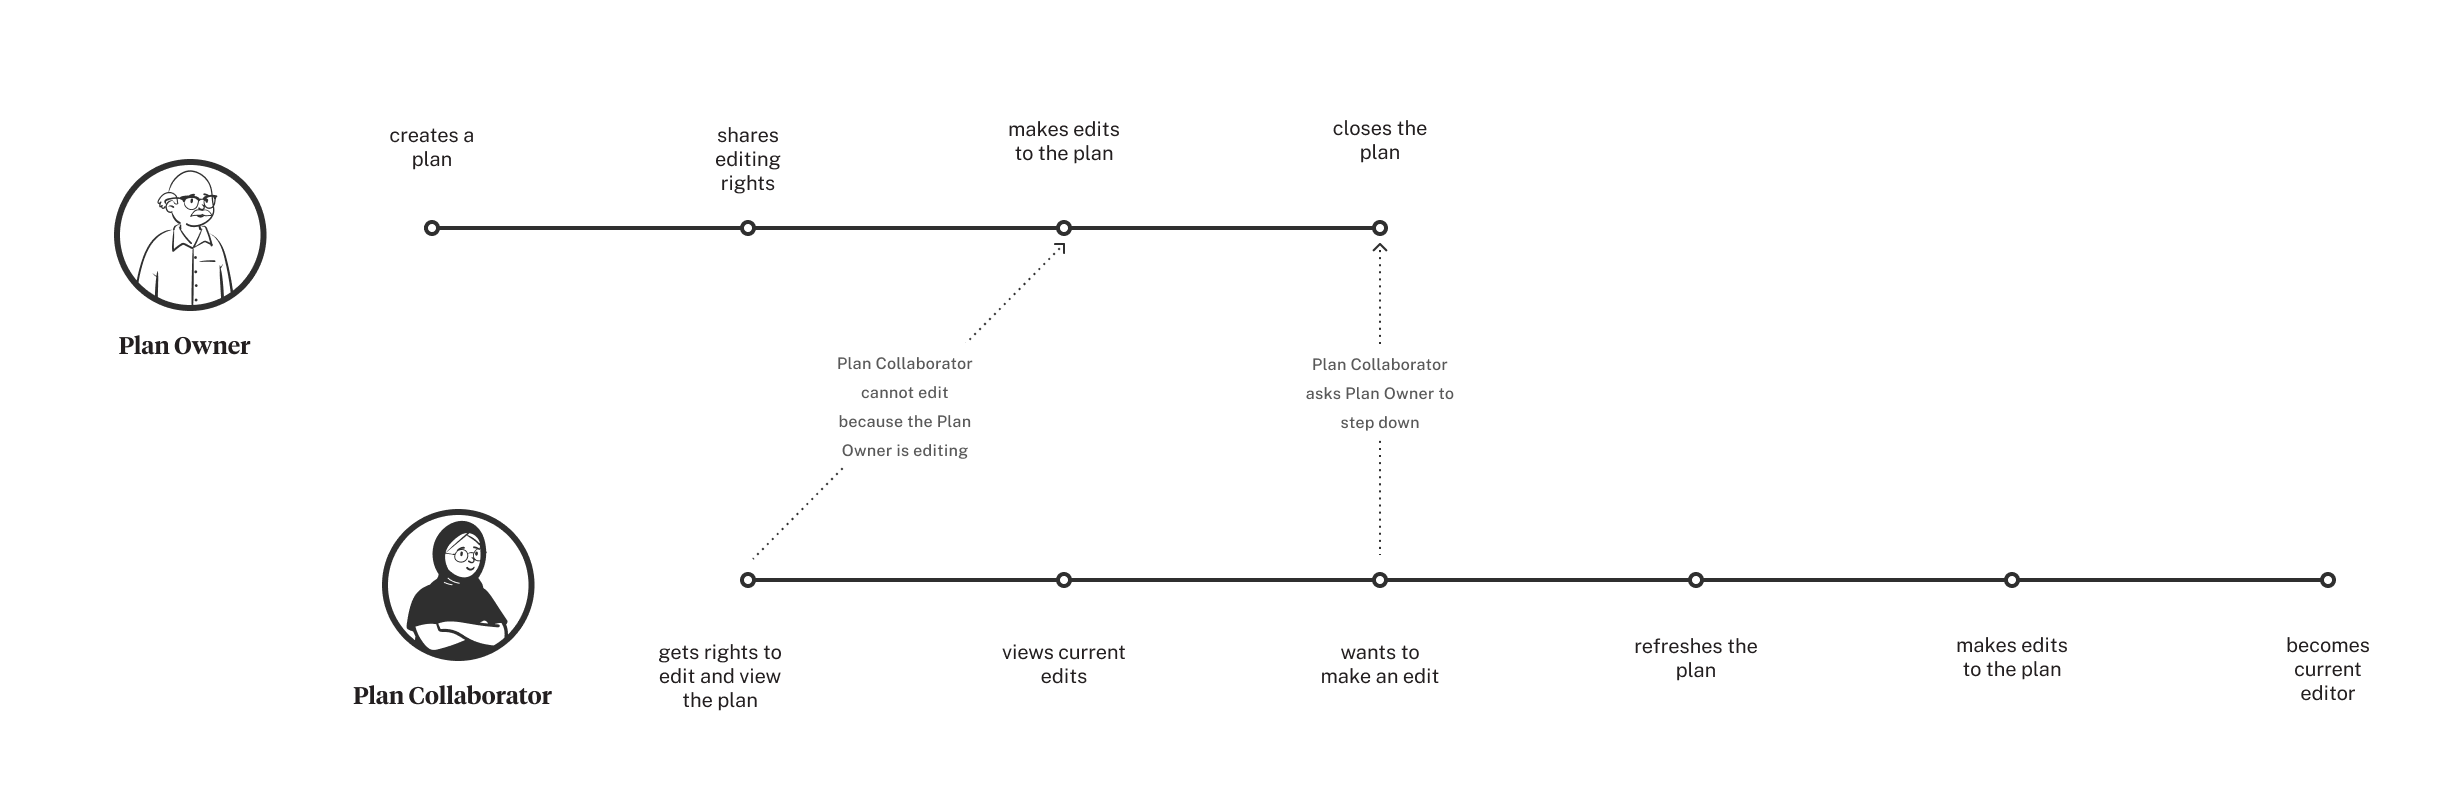 creates a
plan
shares
editing
rights
makes edits
to the plan
closes the
plan
Plan Owner
Plan Collaborator
cannot edit
because the Plan
Owner is editing
Plan Collaborator
asks Plan Owner to
step down
Plan Collaborator
gets rights to
edit and view
the plan
views current
edits
wants to
make an edit
refreshes the
plan
makes edits
to the plan
becomes
current
editor